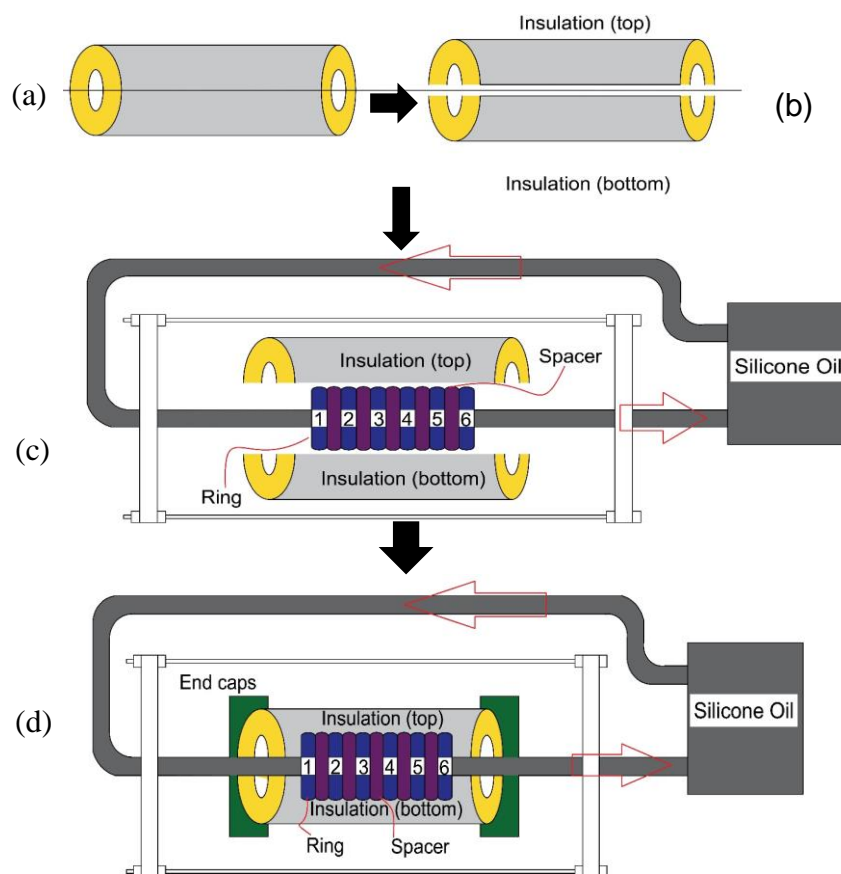 Insulation (top)
(a)
(b)
Insulation (bottom)
Insulation (top)
Spacer
Silicone Oil
1 2 3 4 5 6
(c)
Insulation (bottom)
Ring
End caps
Insulation (top)
Silicone Oil
(d)
1 2 3 4 5 6
Insulation (bottom)
Ring
Spacer